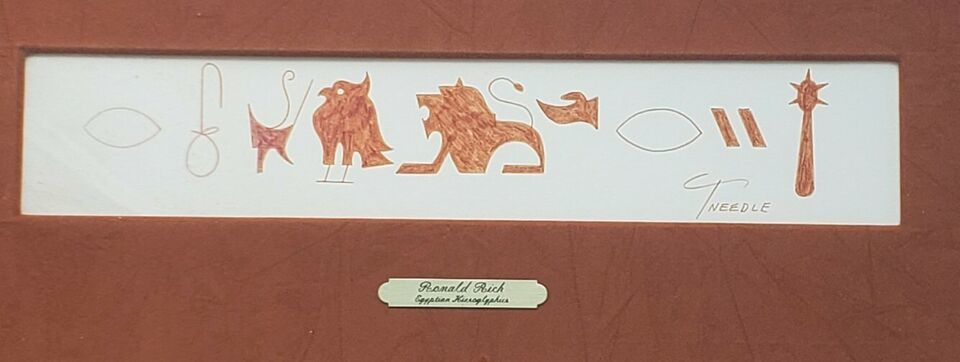 T NEEDLE
Ronald Rich
Egyptian Hieroglyphics